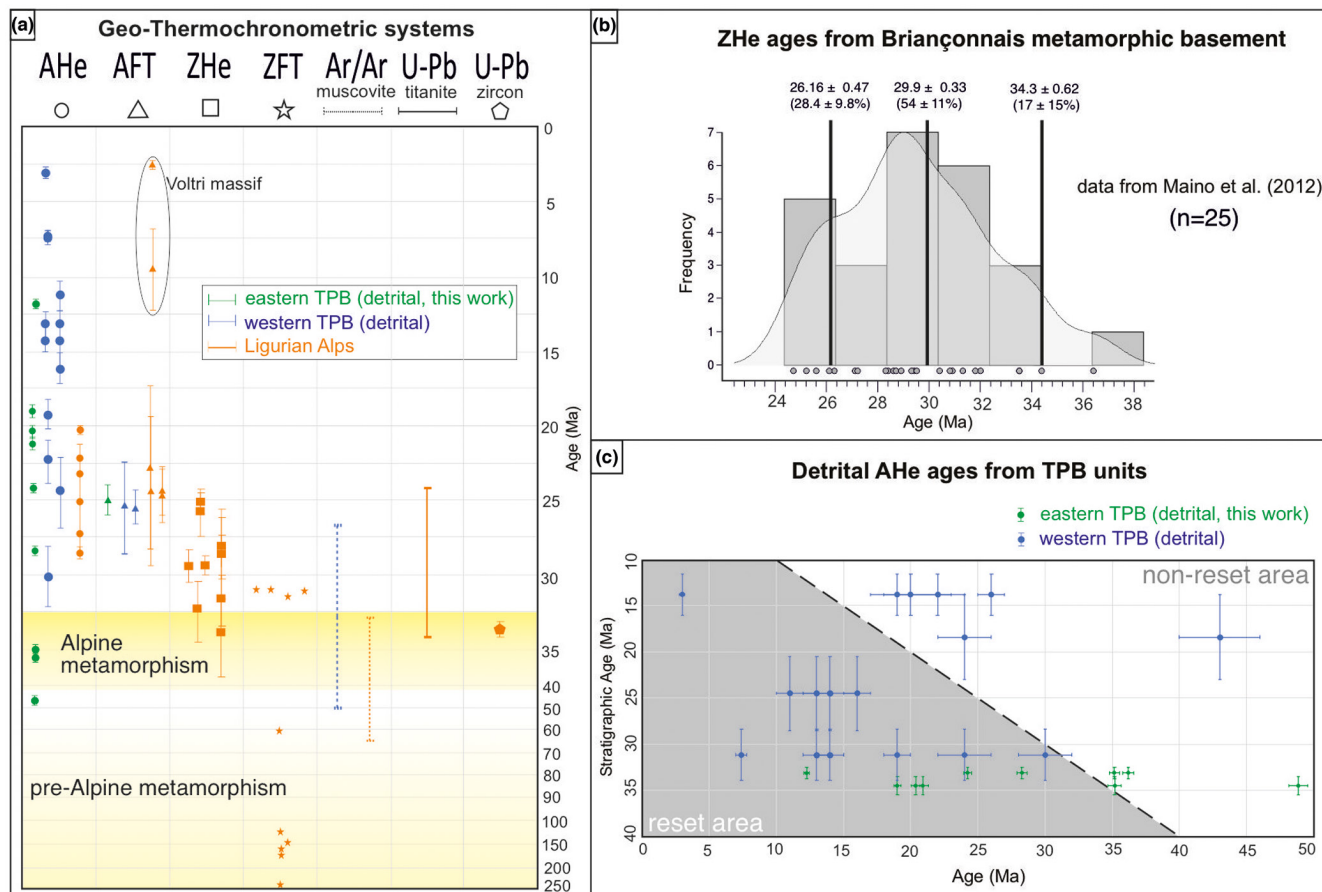 (a)
Geo-Thermochronometric systems
AHe AFT ZHe ZFT Ar/Ar U-Pb U-Pb
muscovite titanite zircon
0
5
10
15
20
25
30
35
40
50
60
70
80
90
100
150
200
250
Age (Ma)
Voltri massif
eastern TPB (detrital, this work)
western TPB (detrital)
Ligurian Alps
Alpine
metamorphism
pre-Alpine metamorphism
(b)
ZHe ages from Briançonnais metamorphic basement
26.16 ± 0.47 29.9 ± 0.33 34.3 ± 0.62
(28.4 ± 9.8%) (54 ± 11%) (17 ± 15%)
7
6
5
4
3
2
1
0
Frequency
data from Maino et al. (2012)
(n=25)
24 26 28 30 32 34 36 38
Age (Ma)
(c)
Detrital AHe ages from TPB units
eastern TPB (detrital, this work)
western TPB (detrital)
10
15
20
25
30
35
40
Stratigraphic Age (Ma)
non-reset area
reset area
0 5 10 15 20 25 30 35 40 45 50
Age (Ma)